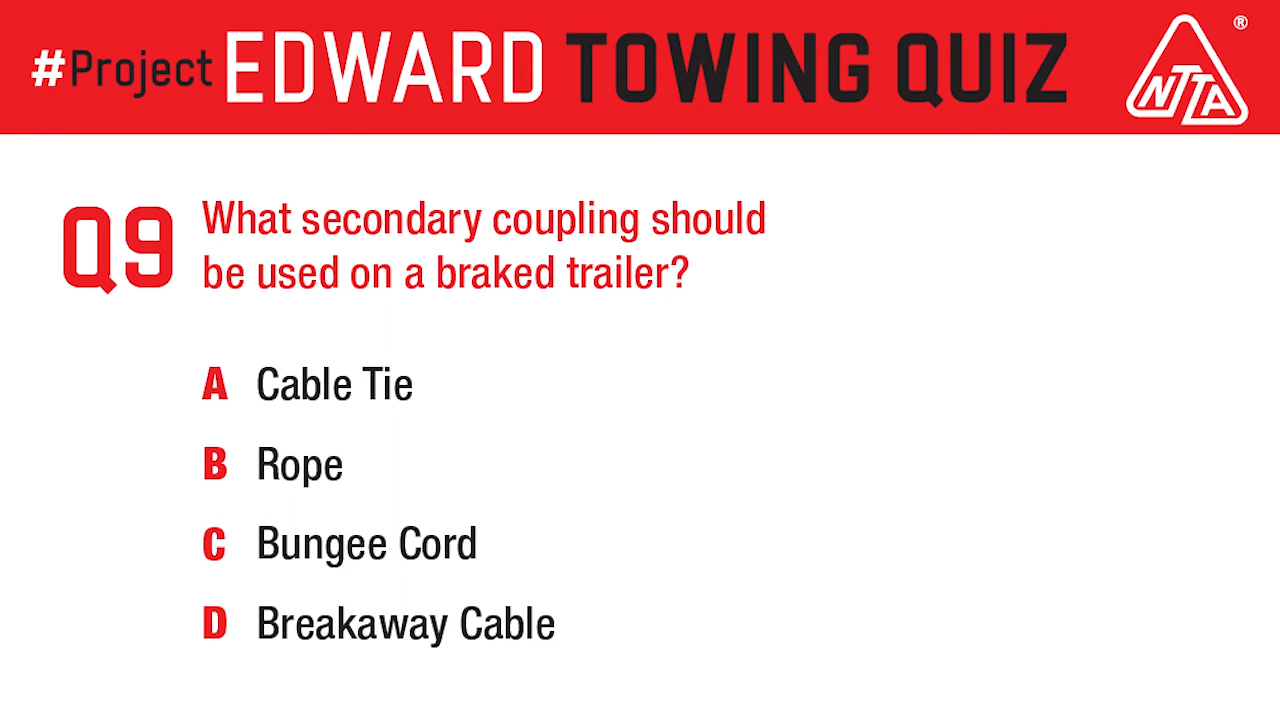 #Project EDWARD TOWING QUIZ
NTTA ®
Q9 What secondary coupling should
be used on a braked trailer?
A Cable Tie
B Rope
C Bungee Cord
D Breakaway Cable